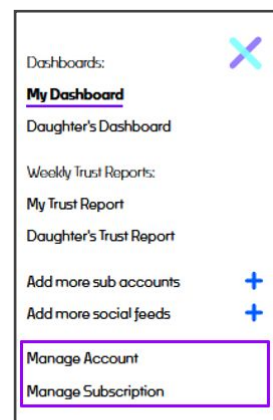 Dashboards:
My Dashboard
Daughter's Dashboard
Weekly Trust Reports:
My Trust Report
Daughter's Trust Report
Add more sub accounts +
Add more social feeds +
Manage Account
Manage Subscription